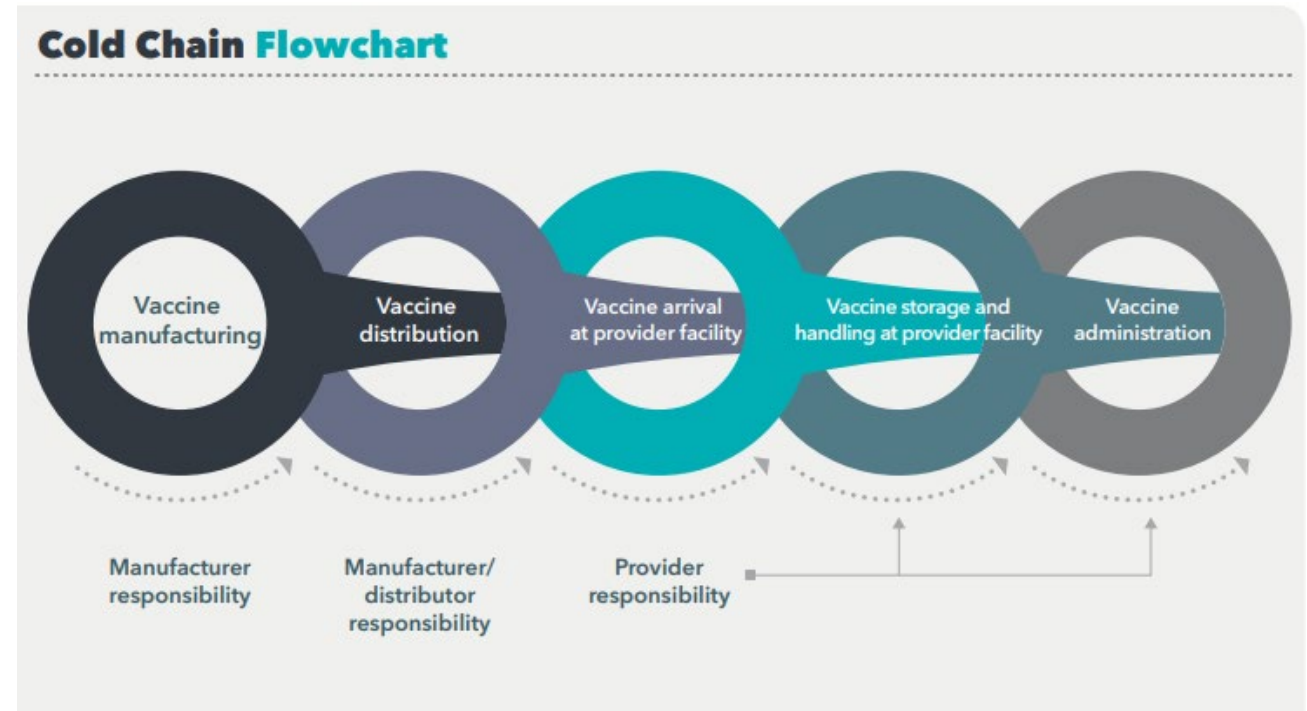 Cold Chain Flowchart
Vaccine
manufacturing
Vaccine
distribution
Vaccine arrival
at provider facility
Vaccine storage and
handling at provider facility
Vaccine
administration
Manufacturer
responsibility
Manufacturer/
distributor
responsibility
Provider
responsibility